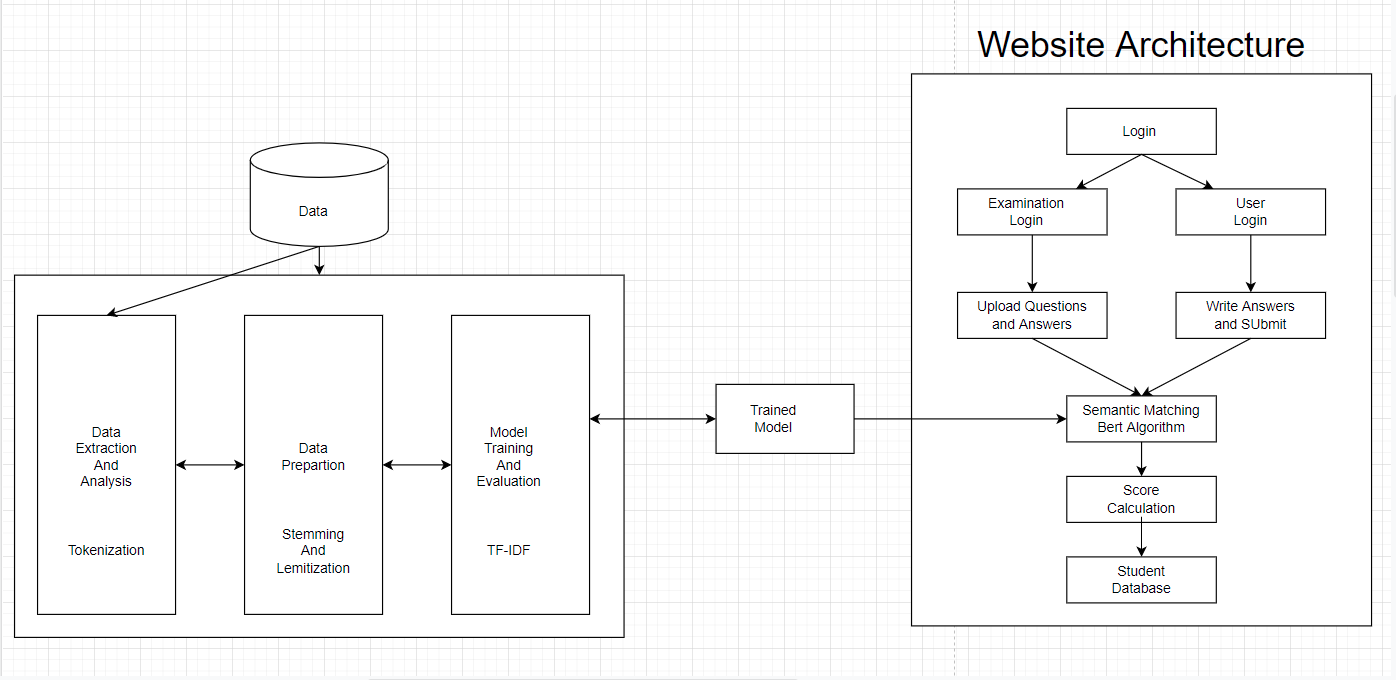 Website Architecture
Login
Examination
Login
User
Login
Data
Upload Questions
and Answers
Write Answers
and SUbmit
Data
Extraction
And
Analysis
Tokenization
Data
Prepartion
Stemming
And
Lemitization
Model
Training
And
Evaluation
TF-IDF
Trained
Model
Semantic Matching
Bert Algorithm
Score
Calculation
Student
Database